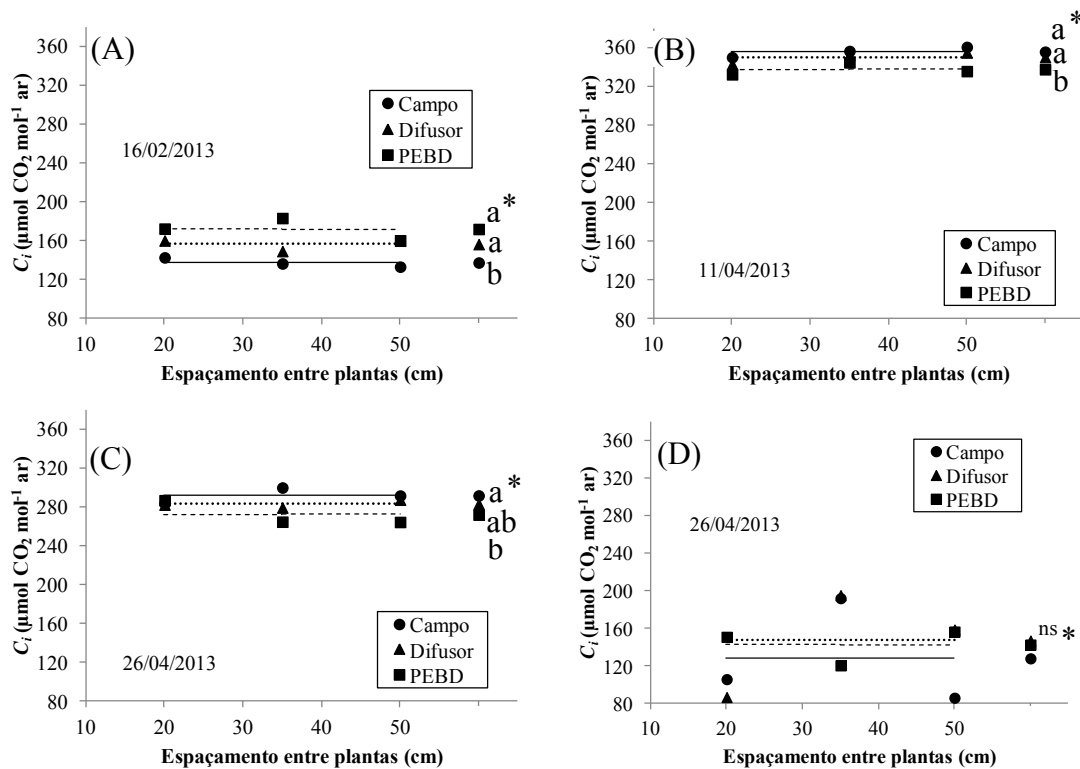 (A)
360
320
280
240
200
160
120
80
Ci (µmol CO2 mol-1 ar)
Campo
Difusor
PEBD
16/02/2013
a*
a
b
10 20 30 40 50
Espaçamento entre plantas (cm)
(B)
360
320
280
240
200
160
120
80
Ci (µmol CO2 mol-1 ar)
a*
a
b
Campo
Difusor
PEBD
11/04/2013
10 20 30 40 50
Espaçamento entre plantas (cm)
(C)
360
320
280
240
200
160
120
80
Ci (µmol CO2 mol-1 ar)
a*
ab
b
Campo
Difusor
PEBD
26/04/2013
10 20 30 40 50
Espaçamento entre plantas (cm)
(D)
360
320
280
240
200
160
120
80
Ci (µmol CO2 mol-1 ar)
Campo
Difusor
PEBD
26/04/2013
ns*
10 20 30 40 50
Espaçamento entre plantas (cm)